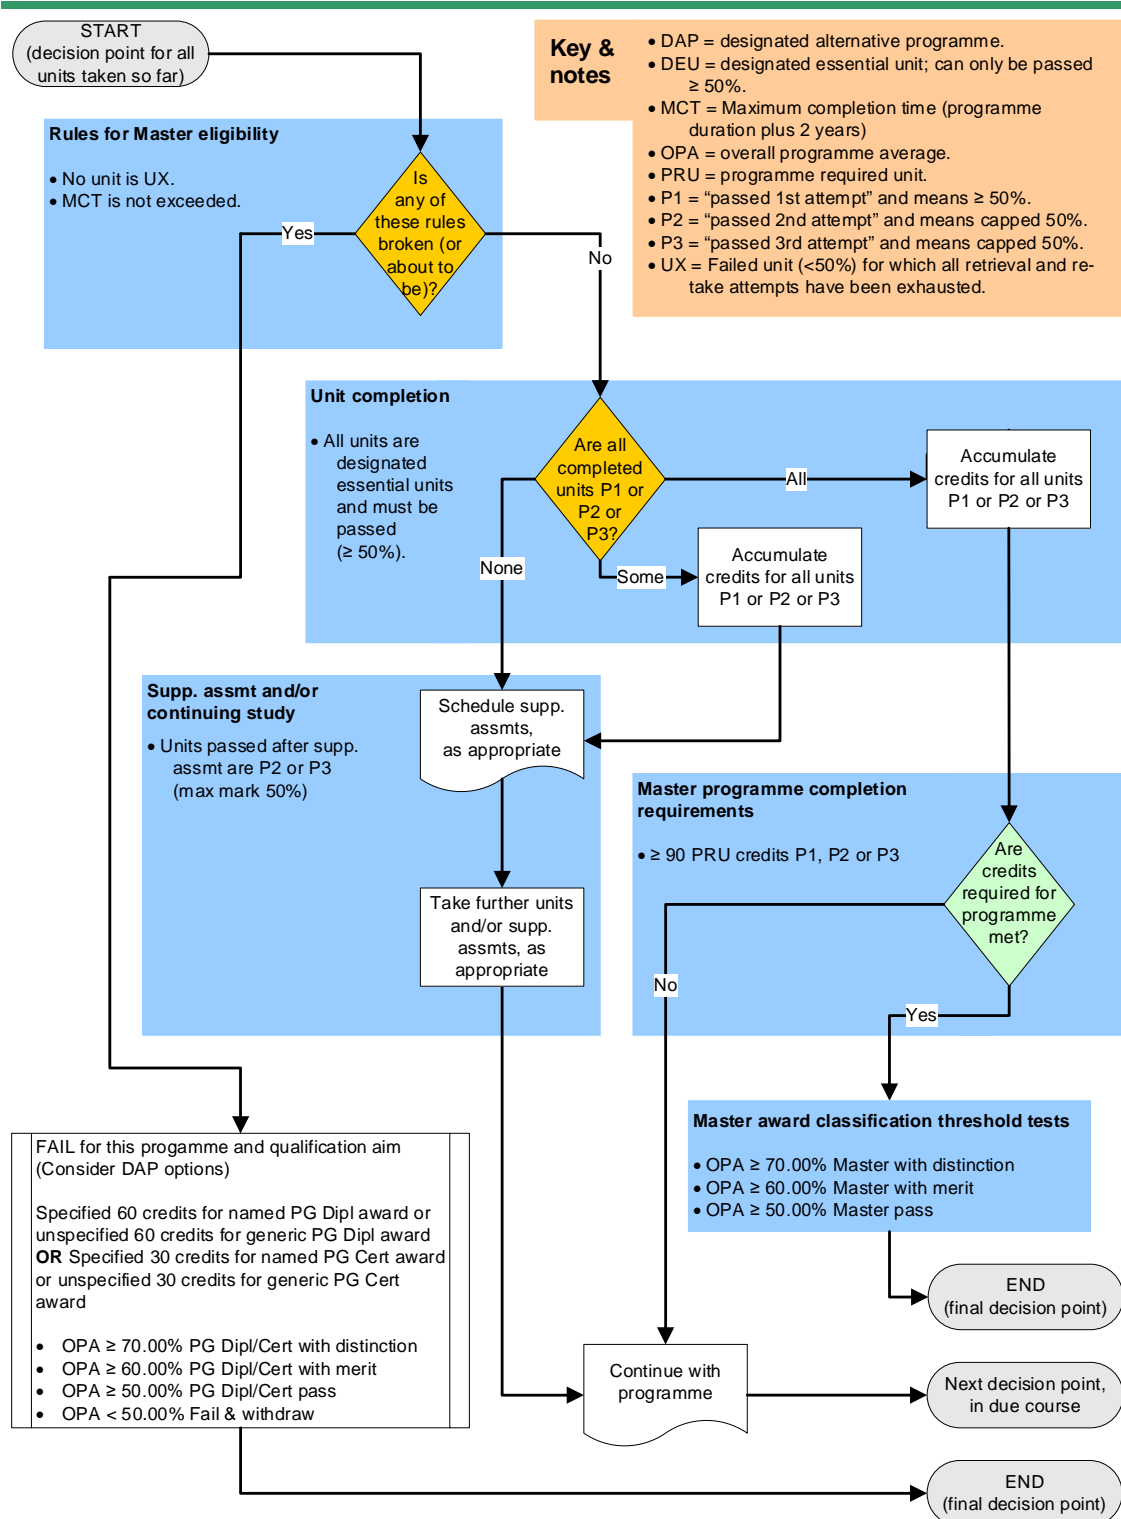 START
(decision point for all
units taken so far)
Key &
notes
• DAP = designated alternative programme.
• DEU = designated essential unit; can only be passed
≥ 50%.
• MCT = Maximum completion time (programme
duration plus 2 years)
• OPA = overall programme average.
• PRU = programme required unit.
• P1 = “passed 1st attempt” and means ≥ 50%.
• P2 = “passed 2nd attempt” and means capped 50%.
• P3 = “passed 3rd attempt” and means capped 50%.
• UX = Failed unit (<50%) for which all retrieval and re-
take attempts have been exhausted.
Rules for Master eligibility
• No unit is UX.
• MCT is not exceeded.
Is
any of
these rules
broken (or
about to
be)?
Yes
No
Unit completion
• All units are
designated
essential units
and must be
passed
(≥ 50%).
Are all
completed
units P1 or
P2 or
P3?
All
None
Some
Accumulate
credits for all units
P1 or P2 or P3
Accumulate
credits for all units
P1 or P2 or P3
Supp. assmt and/or
continuing study
• Units passed after supp.
assmt are P2 or P3
(max mark 50%)
Schedule supp.
assmts,
as appropriate
Take further units
and/or supp.
assmts, as
appropriate
Master programme completion
requirements
• ≥ 90 PRU credits P1, P2 or P3
Are
credits
required for
programme
met?
No
Yes
Master award classification threshold tests
• OPA ≥ 70.00% Master with distinction
• OPA ≥ 60.00% Master with merit
• OPA ≥ 50.00% Master pass
FAIL for this progamme and qualification aim
(Consider DAP options)
Specified 60 credits for named PG Dipl award or
unspecified 60 credits for generic PG Dipl award
OR Specified 30 credits for named PG Cert award
or unspecified 30 credits for generic PG Cert
award
• OPA ≥ 70.00% PG Dipl/Cert with distinction
• OPA ≥ 60.00% PG Dipl/Cert with merit
• OPA ≥ 50.00% PG Dipl/Cert pass
• OPA < 50.00% Fail & withdraw
END
(final decision point)
Continue with
programme
Next decision point,
in due course
END
(final decision point)